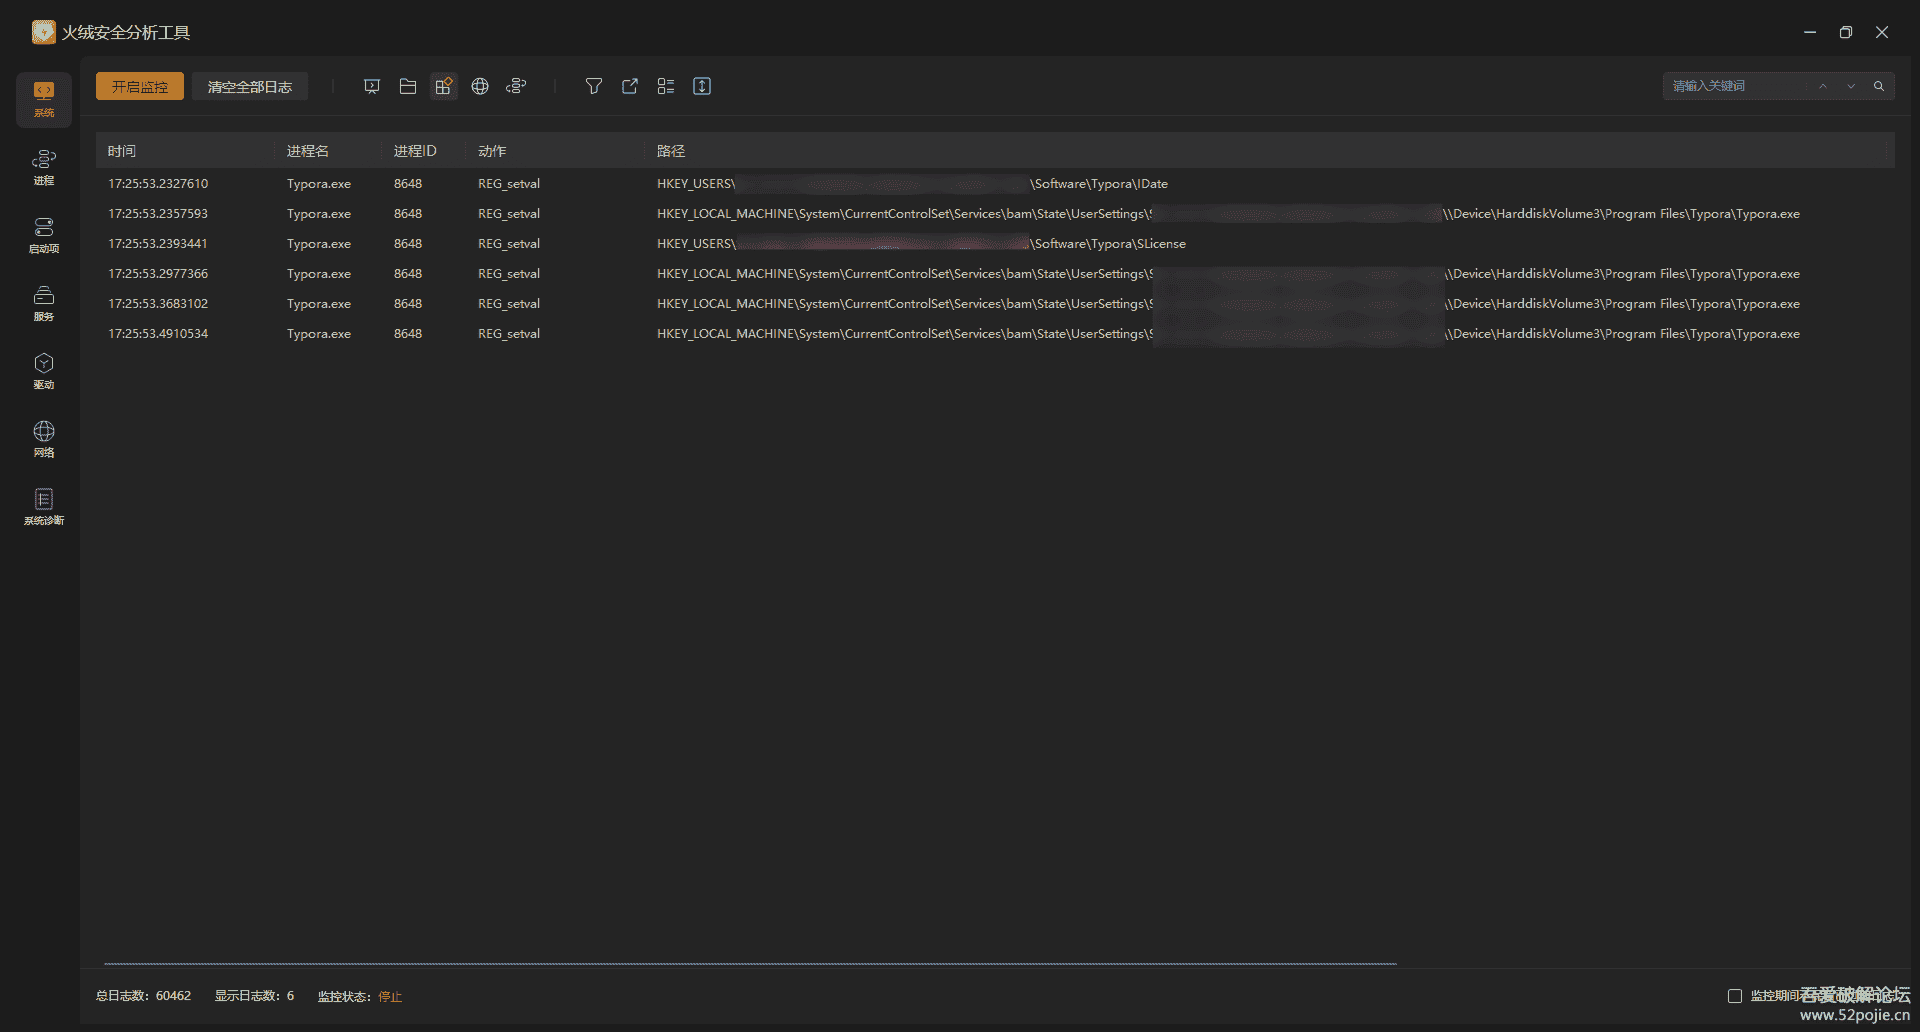 火绒安全分析工具
开启监控 清空全部日志 请输入关键词
系统
进程
启动项
服务
驱动
网络
系统诊断
时间 进程名 进程ID 动作 路径
17:25:53.2327610 Typora.exe 8648 REG_setval HKEY_USERS\ \Software\Typora\IDate
17:25:53.2357593 Typora.exe 8648 REG_setval HKEY_LOCAL_MACHINE\System\CurrentControlSet\Services\bam\State\UserSettings\S \\Device\HarddiskVolume3\Program Files\Typora\Typora.exe
17:25:53.2393441 Typora.exe 8648 REG_setval HKEY_USERS\ \Software\Typora\SLicense
17:25:53.2977366 Typora.exe 8648 REG_setval HKEY_LOCAL_MACHINE\System\CurrentControlSet\Services\bam\State\UserSettings\S \\Device\HarddiskVolume3\Program Files\Typora\Typora.exe
17:25:53.3683102 Typora.exe 8648 REG_setval HKEY_LOCAL_MACHINE\System\CurrentControlSet\Services\bam\State\UserSettings\S \\Device\HarddiskVolume3\Program Files\Typora\Typora.exe
17:25:53.4910534 Typora.exe 8648 REG_setval HKEY_LOCAL_MACHINE\System\CurrentControlSet\Services\bam\State\UserSettings\S \\Device\HarddiskVolume3\Program Files\Typora\Typora.exe
总日志数：60462 显示日志数：6 监控状态：停止 监控期间
吾爱破解论坛
www.52pojie.cn